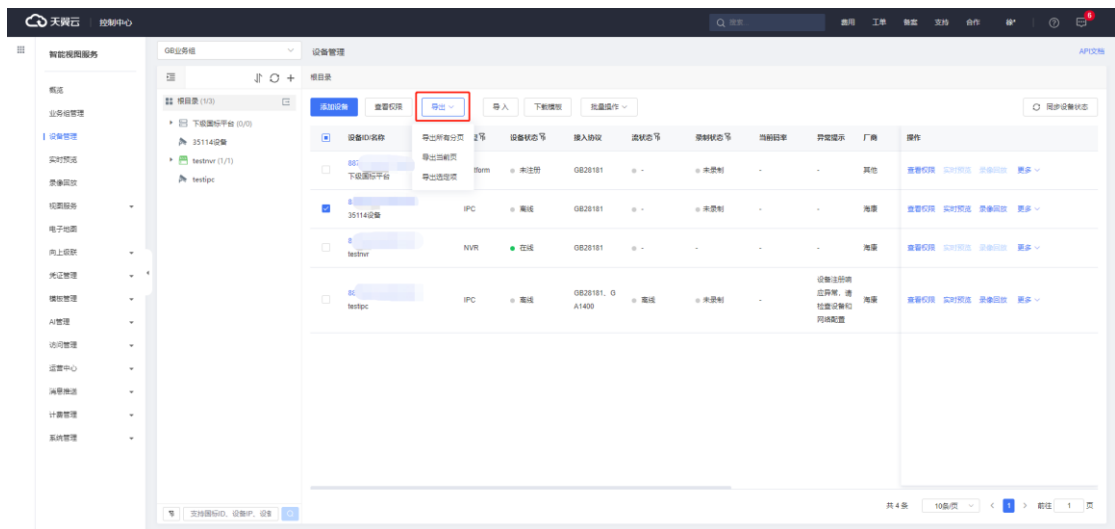 天翼云 控制中心 搜索 费用 工单 备案 支持 合作 6
智能视图服务
概览
业务组管理
设备管理
实时预览
录像回放
视图服务
电子地图
向上级联
凭证管理
模板管理
AI管理
访问管理
运营中心
消息推送
计费管理
系统管理
GB业务组
根目录 (1/3)
下级国标平台 (0/0)
35114设备
testnvr (1/1)
testipc
支持国标ID、设备IP、设
设备管理 API文档
根目录
添加设备 查看权限 导出 导入 下载模板 批量操作 同步设备状态
导出所有分页
导出当前页
导出选定项
设备ID/名称 设备状态 接入协议 流状态 录制状态 当前码率 异常提示 厂商 操作
887 tform 未注册 GB28181 - 未录制 - - 其他 查看权限 实时预览 录像回放 更多
下级国标平台
8 IPC 离线 GB28181 - 未录制 - - 海康 查看权限 实时预览 录像回放 更多
35114设备
8 NVR 在线 GB28181 - - - - 海康 查看权限 实时预览 录像回放 更多
testnvr
IPC 离线 GB28181、G 离线 未录制 - 海康 查看权限 实时预览 录像回放 更多
testipc A1400
设备注册响
应异常，请
检查设备和
网络配置
共 4 条 10条/页 < 1 > 前往 1 页